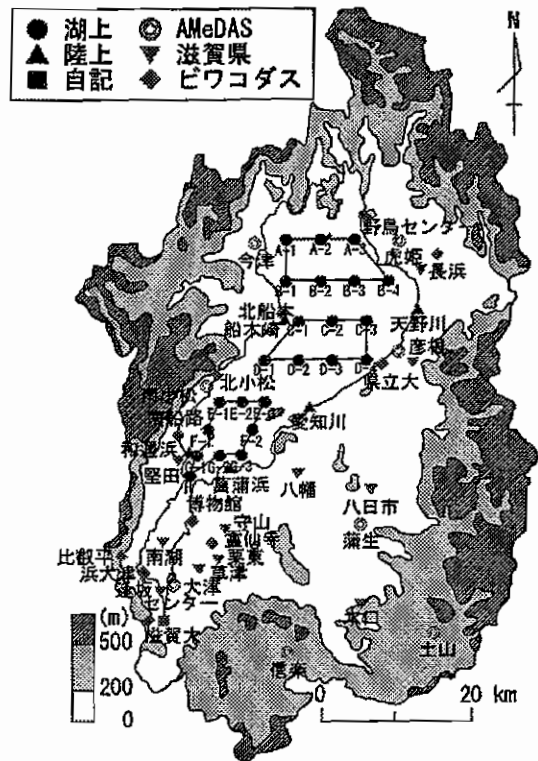 ● 湖上 ◎ AMeDAS
▲ 陸上 ▼ 滋賀県
■ 自記 ◆ ビワコダス
N
野鳥センター
A-1 A-2 A-3
今津
虎姫
長浜
B-1 B-2 B-3 B-4
北船木
船木崎
C-1 C-2 C-3
天野川
彦根
D-1 D-2 D-3
県立大
北小松
E-1 E-2
愛知川
F-2
和邇浜
G-3
堅田
菖蒲浜
八幡
博物館
八日市
守山
蒲生
比叡平
南湖
栗東
浜大津
草津
大津
センター
滋賀大
水口
土山
信楽
(m)
500
200
0
0 20 km